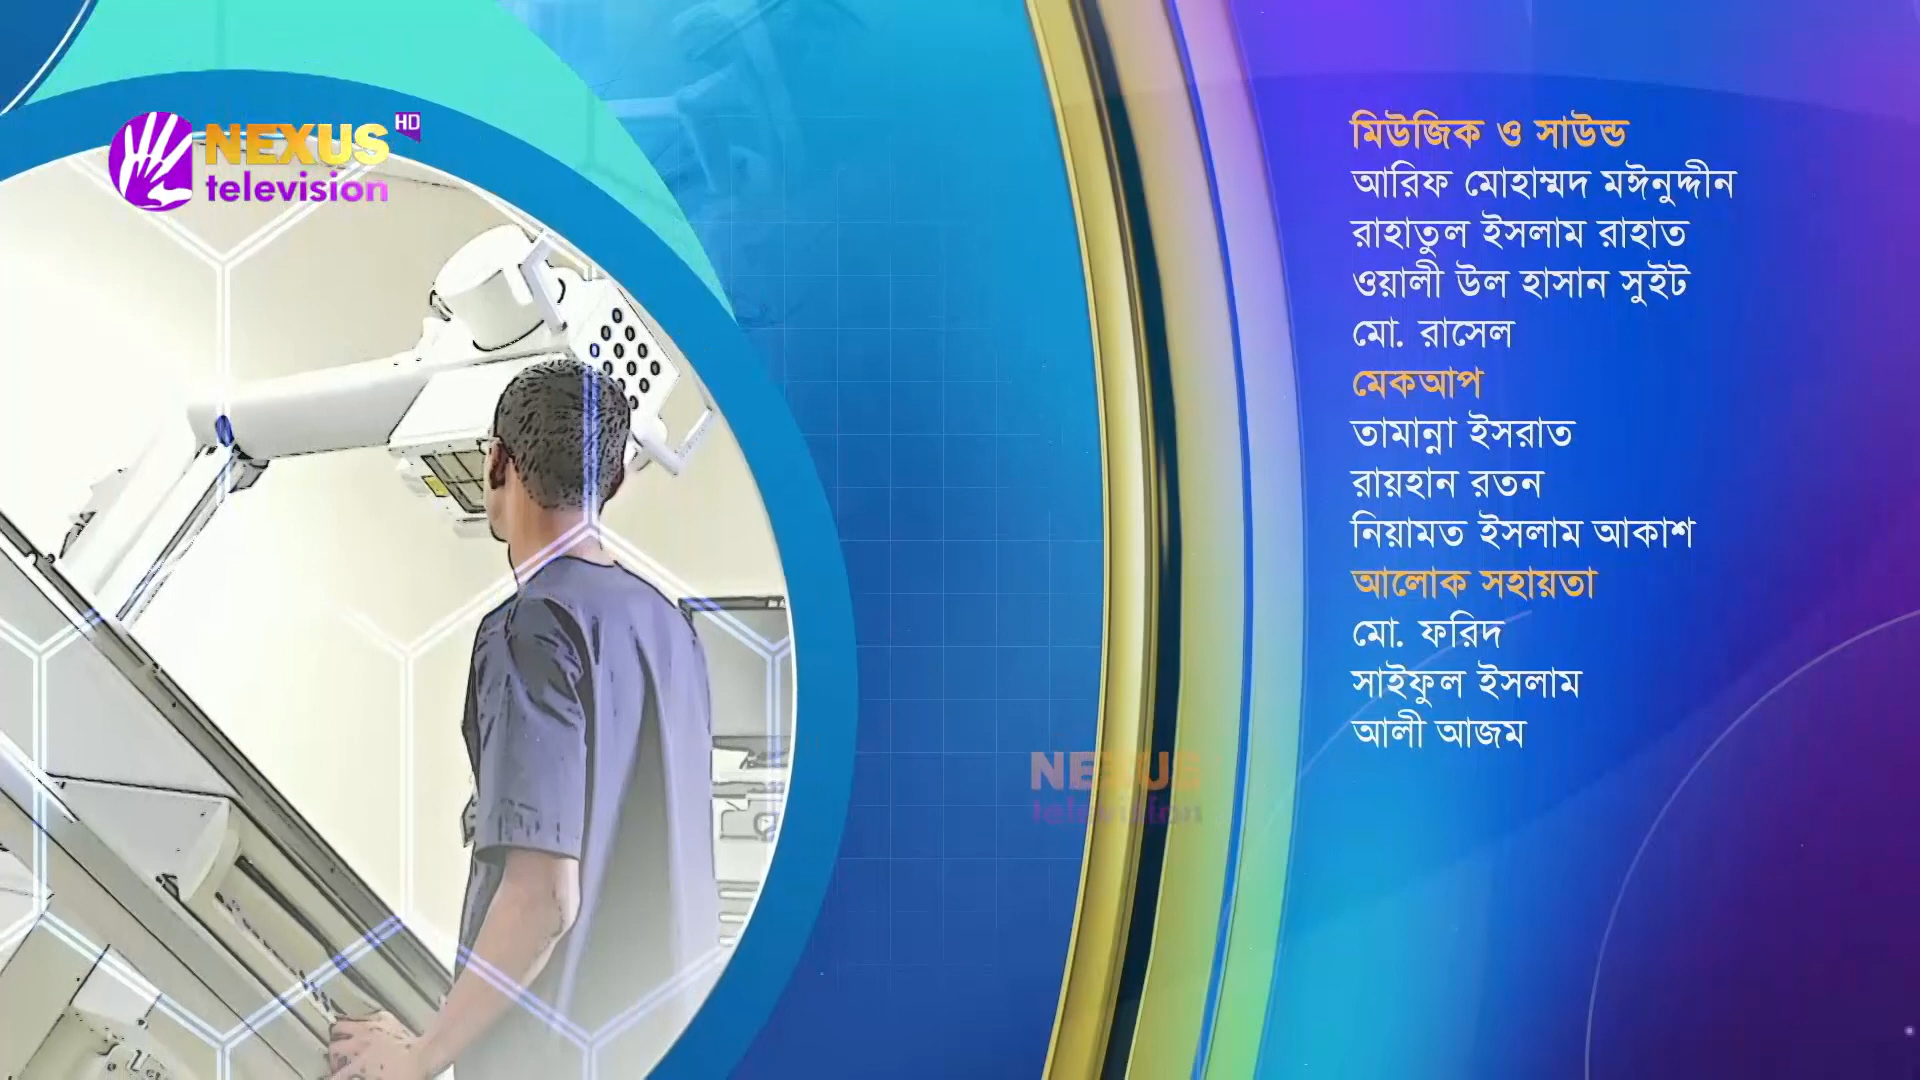 NEXUS HD
television
মিউজিক ও সাউন্ড
আরিফ মোহাম্মদ মঈনুদ্দীন
রাহাতুল ইসলাম রাহাত
ওয়ালী উল হাসান সুইট
মো. রাসেল
মেকআপ
তামান্না ইসরাত
রায়হান রতন
নিয়ামত ইসলাম আকাশ
আলোক সহায়তা
মো. ফরিদ
সাইফুল ইসলাম
আলী আজম
NEXUS
television